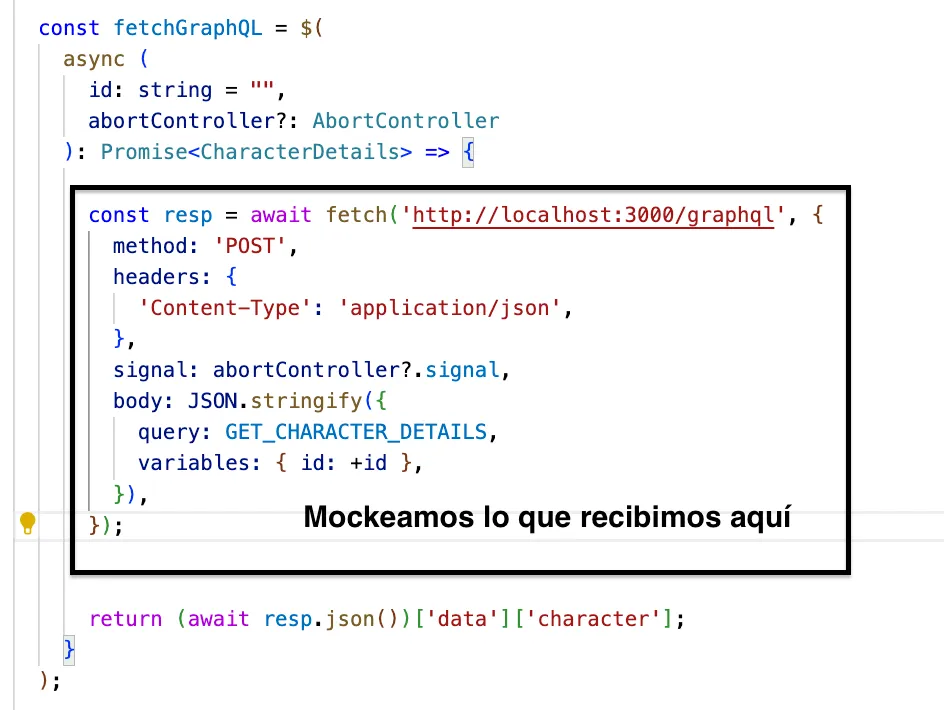 const fetchGraphQL = $(
async (
id: string = "",
abortController?: AbortController
): Promise<CharacterDetails> => {
const resp = await fetch('http://localhost:3000/graphql', {
method: 'POST',
headers: {
'Content-Type': 'application/json',
},
signal: abortController?.signal,
body: JSON.stringify({
query: GET_CHARACTER_DETAILS,
variables: { id: +id },
}),
});
Mockeamos lo que recibimos aquí
return (await resp.json())['data']['character'];
}
);